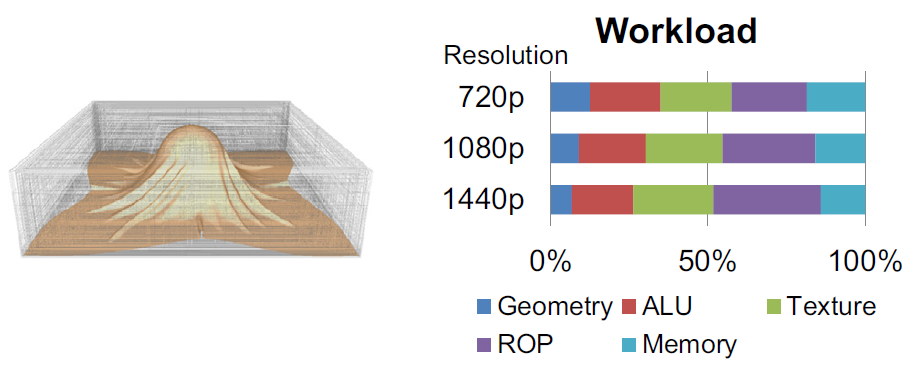 Workload
Resolution
720p
1080p
1440p
0% 50% 100%
Geometry ALU Texture
ROP Memory